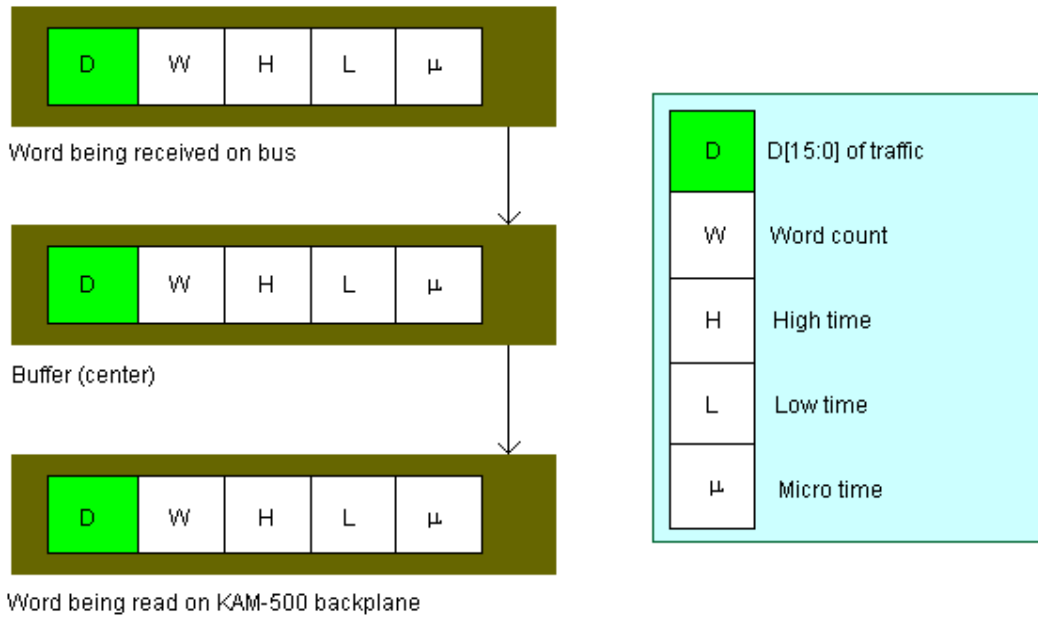 D W H L μ
Word being received on bus
D W H L μ
Buffer (center)
D W H L μ
Word being read on KAM-500 backplane
D D[15:0] of traffic
W Word count
H High time
L Low time
μ Micro time